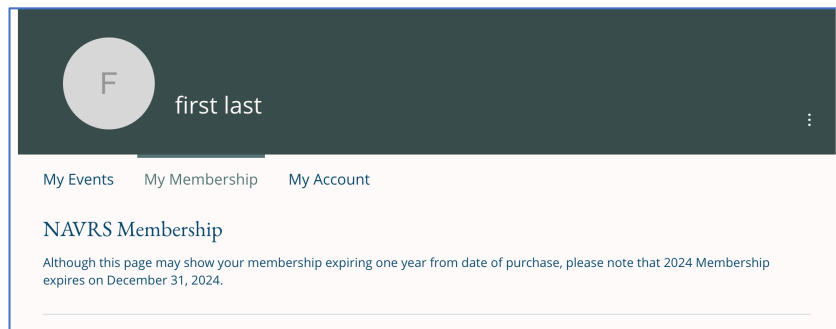 F
first last
My Events My Membership My Account
NAVRS Membership
Although this page may show your membership expiring one year from date of purchase, please note that 2024 Membership
expires on December 31, 2024.